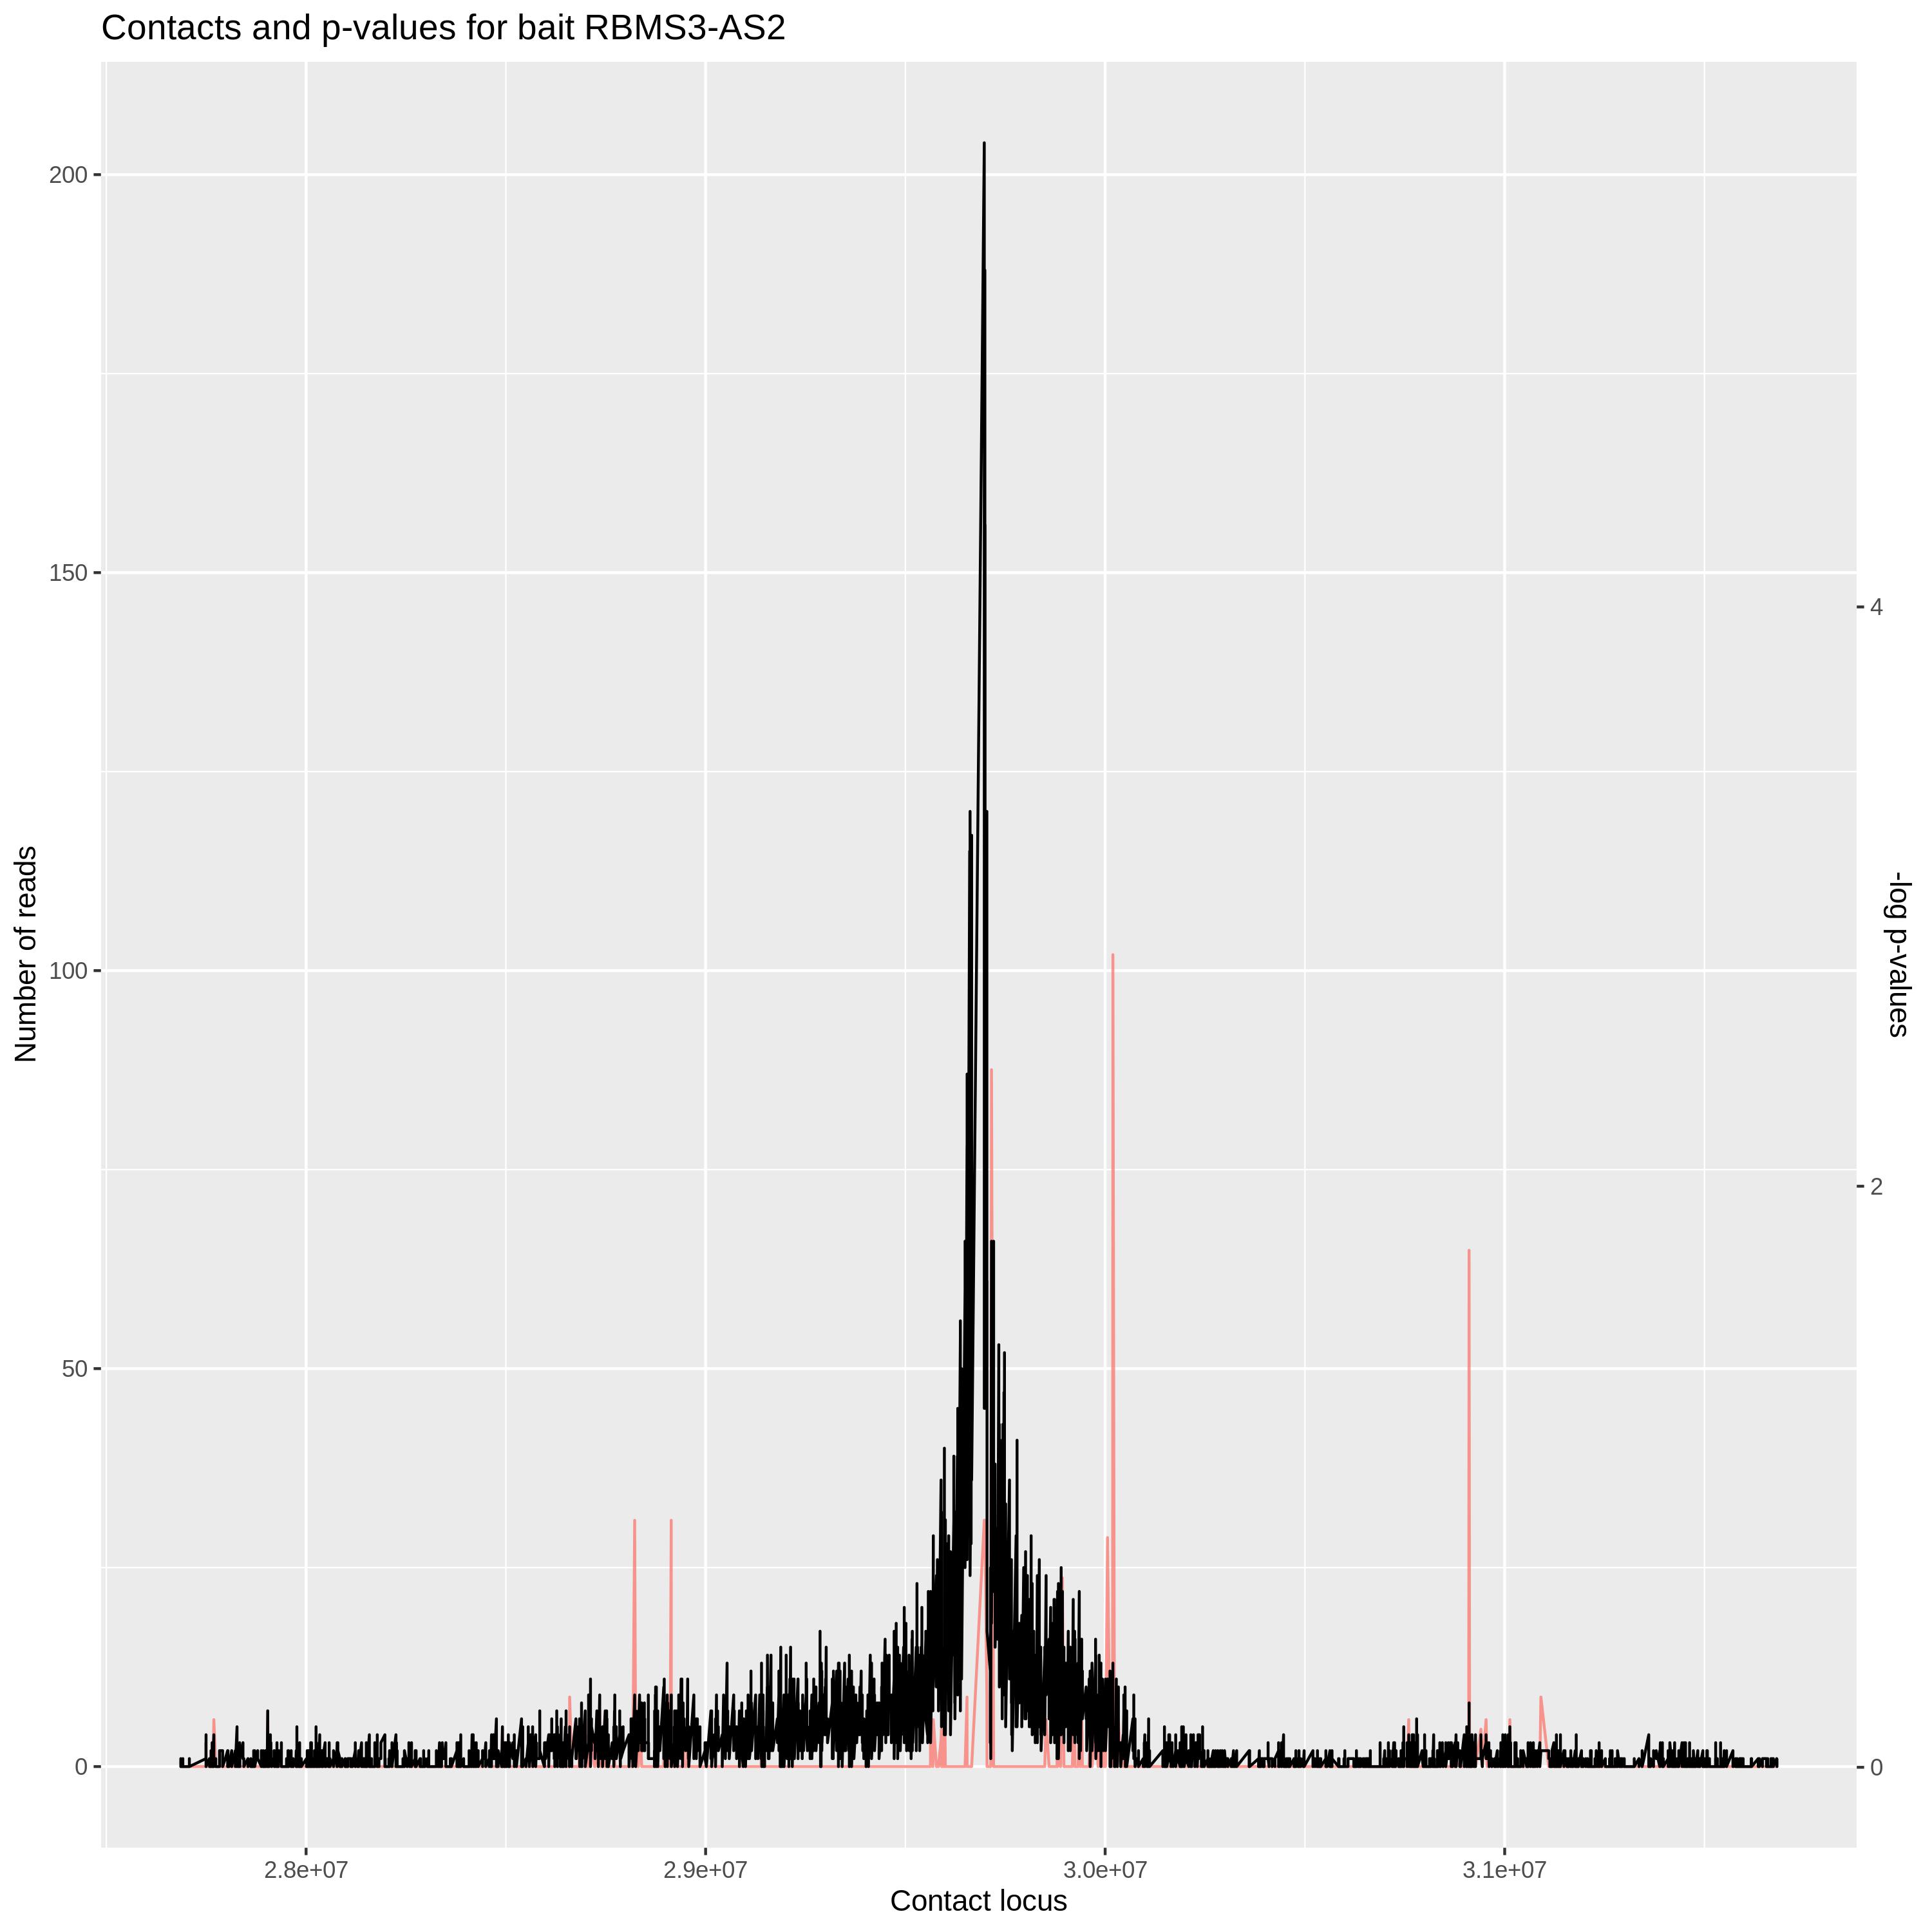 Contacts and p-values for bait RBMS3-AS2
200
150
100
50
0
Number of reads
4
2
0
-log p-values
2.8e+07
2.9e+07
3.0e+07
3.1e+07
Contact locus